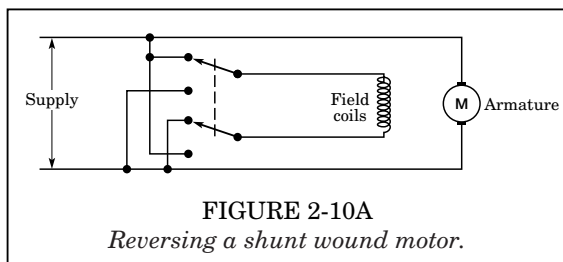 Supply
Field
coils
M
Armature
FIGURE 2-10A
Reversing a shunt wound motor.